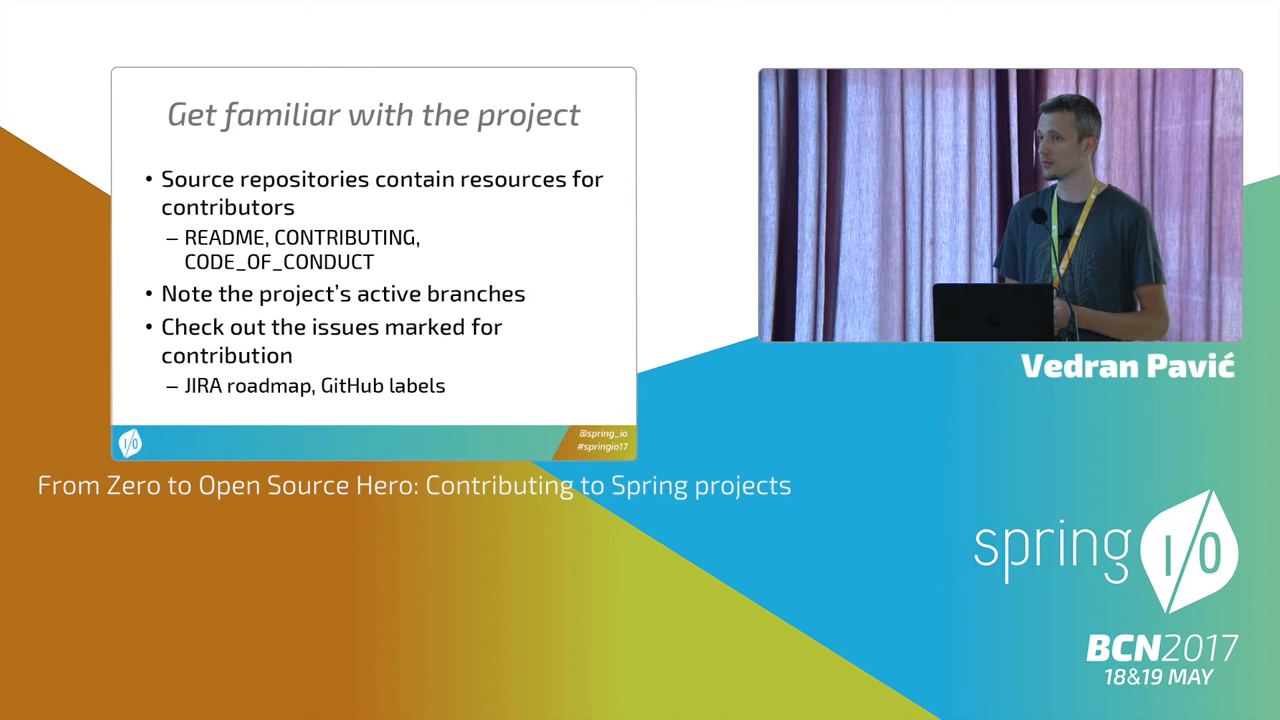 Get familiar with the project
• Source repositories contain resources for
contributors
– README, CONTRIBUTING,
CODE_OF_CONDUCT
• Note the project's active branches
• Check out the issues marked for
contribution
– JIRA roadmap, GitHub labels
I/O
@spring_io
#springio17
Vedran Pavić
From Zero to Open Source Hero: Contributing to Spring projects
spring I/O
BCN2017
18&19 MAY